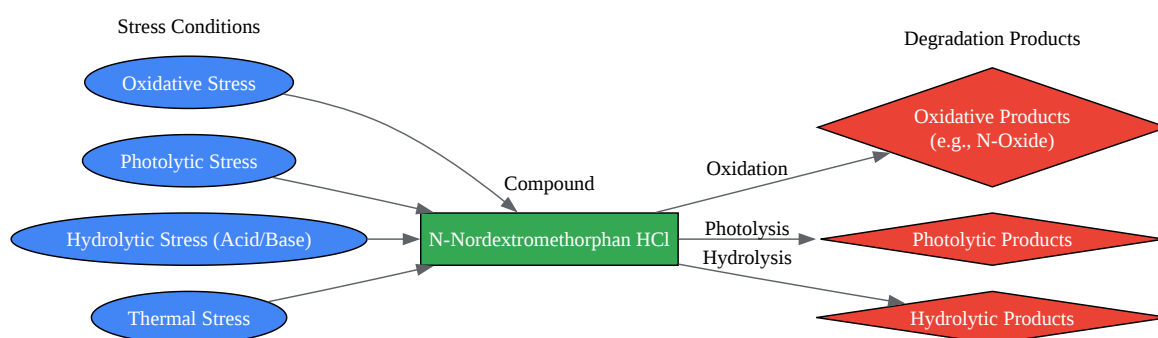 Stress Conditions
Oxidative Stress
Photolytic Stress
Hydrolytic Stress (Acid/Base)
Thermal Stress
Compound
N-Nordextromethorphan HCl
Oxidation
Photolysis
Hydrolysis
Degradation Products
Oxidative Products
(e.g., N-Oxide)
Photolytic Products
Hydrolytic Products